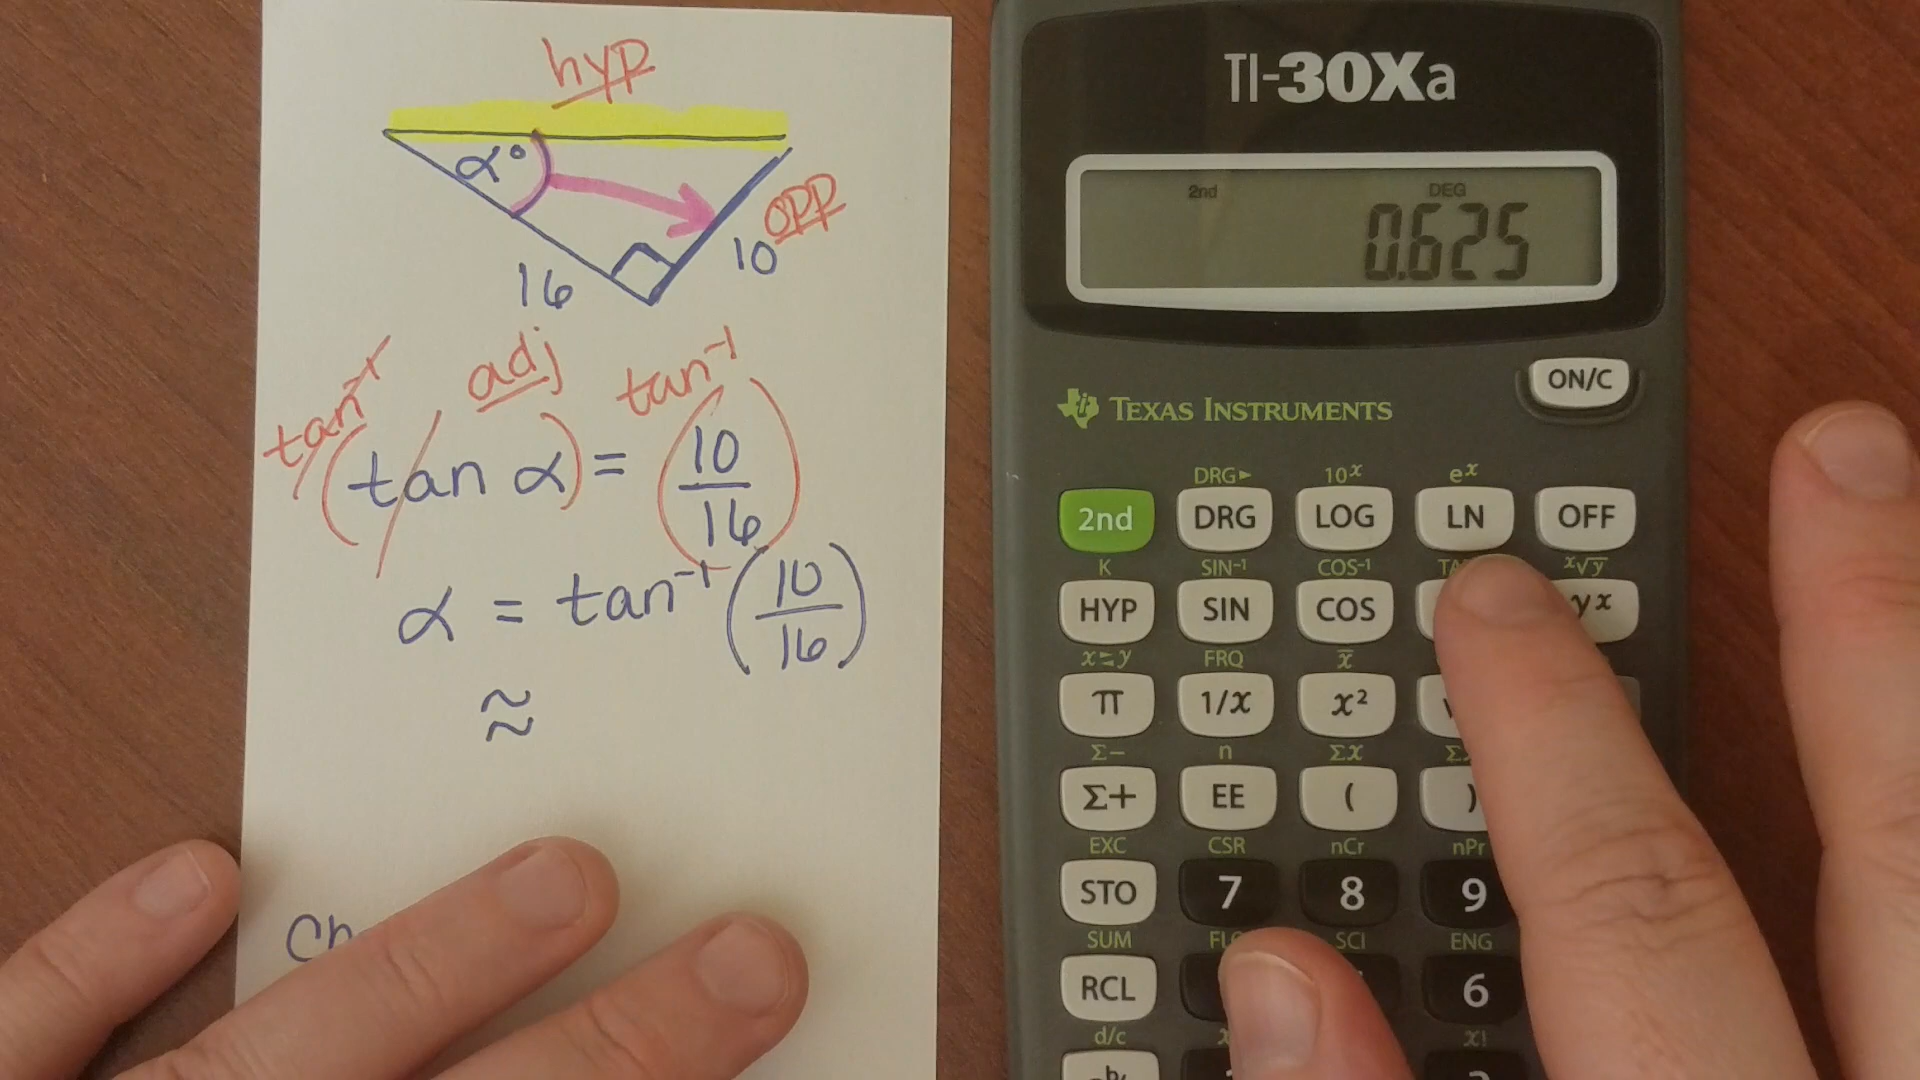 hyp
α°
opp
10
16
adj
tan⁻¹ (tan α) = tan⁻¹ (10/16)
α = tan⁻¹ (10/16)
≈
TI-30Xa
2nd DEG
0.625
ON/C
TEXAS INSTRUMENTS
DRG► 10ˣ eˣ
2nd DRG LOG LN OFF
K SIN⁻¹ COS⁻¹ ˣ√y
HYP SIN COS yˣ
x⇄y FRQ x̄
π 1/x x²
Σ− n Σx
Σ+ EE ( )
EXC CSR nCr nPr
STO 7 8 9
SUM SCI ENG
RCL 6
d/c x!